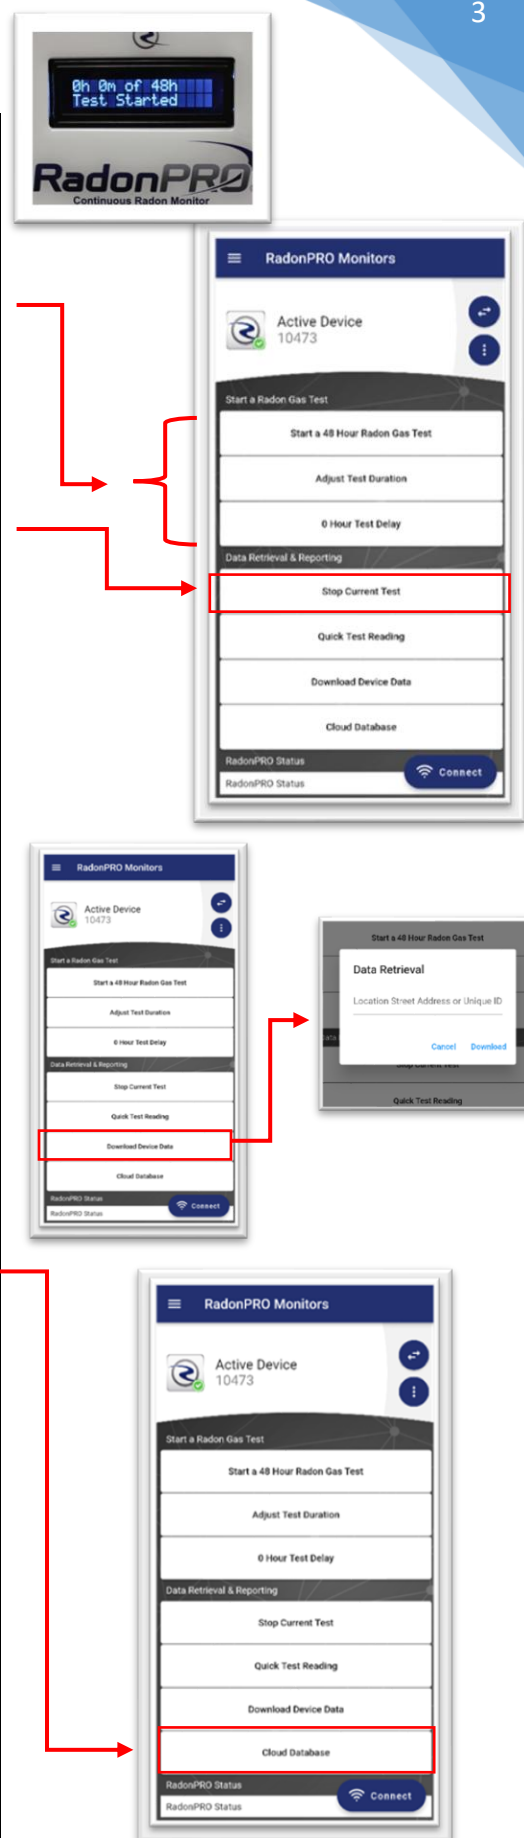 3
0h 0m of 48h
Test Started
RadonPRO
Continuous Radon Monitor
RadonPRO Monitors
Active Device
10473
Start a Radon Gas Test
Start a 48 Hour Radon Gas Test
Adjust Test Duration
0 Hour Test Delay
Data Retrieval & Reporting
Stop Current Test
Quick Test Reading
Download Device Data
Cloud Database
RadonPRO Status
Connect
RadonPRO Status
RadonPRO Monitors
Active Device
10473
Start a Radon Gas Test
Start a 48 Hour Radon Gas Test
Adjust Test Duration
0 Hour Test Delay
Data Retrieval & Reporting
Stop Current Test
Quick Test Reading
Download Device Data
Cloud Database
RadonPRO Status
Connect
RadonPRO Status
Start a 48 Hour Radon Gas Test
Data Retrieval
Location Street Address or Unique ID
Cancel Download
Stop Current Test
Quick Test Reading
RadonPRO Monitors
Active Device
10473
Start a Radon Gas Test
Start a 48 Hour Radon Gas Test
Adjust Test Duration
0 Hour Test Delay
Data Retrieval & Reporting
Stop Current Test
Quick Test Reading
Download Device Data
Cloud Database
RadonPRO Status
Connect
RadonPRO Status